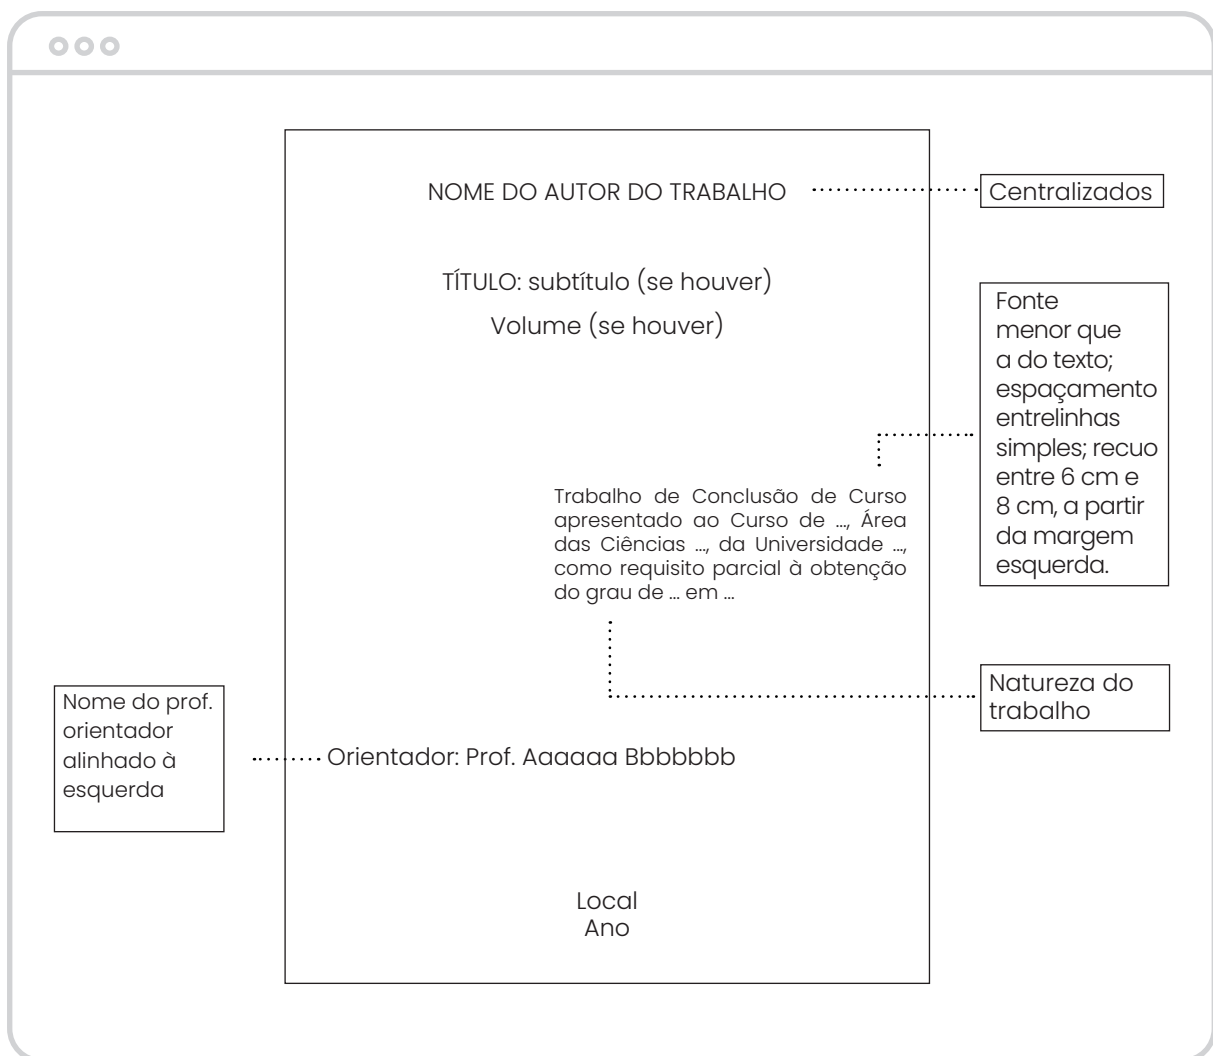 NOME DO AUTOR DO TRABALHO
Centralizados
TÍTULO: subtítulo (se houver)
Volume (se houver)
Fonte
menor que
a do texto;
espaçamento
entrelinhas
simples; recuo
entre 6 cm e
8 cm, a partir
da margem
esquerda.
Trabalho de Conclusão de Curso
apresentado ao Curso de ..., Área
das Ciências ..., da Universidade ...,
como requisito parcial à obtenção
do grau de ... em ...
Natureza do
trabalho
Nome do prof.
orientador
alinhado à
esquerda
Orientador: Prof. Aaaaaa Bbbbbbb
Local
Ano